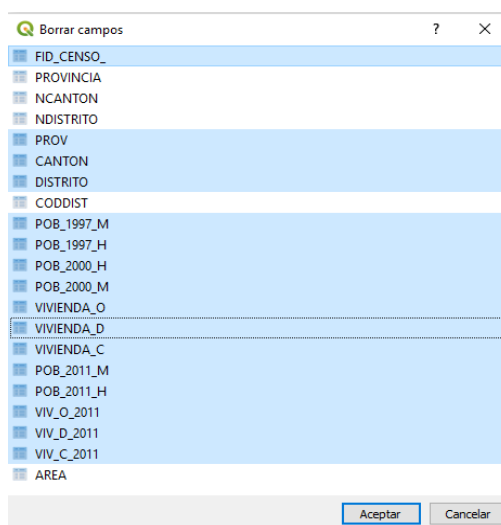 Borrar campos ? X
FID_CENSO_
PROVINCIA
NCANTON
NDISTRITO
PROV
CANTON
DISTRITO
CODDIST
POB_1997_M
POB_1997_H
POB_2000_H
POB_2000_M
VIVIENDA_O
VIVIENDA_D
VIVIENDA_C
POB_2011_M
POB_2011_H
VIV_O_2011
VIV_D_2011
VIV_C_2011
AREA
Aceptar Cancelar